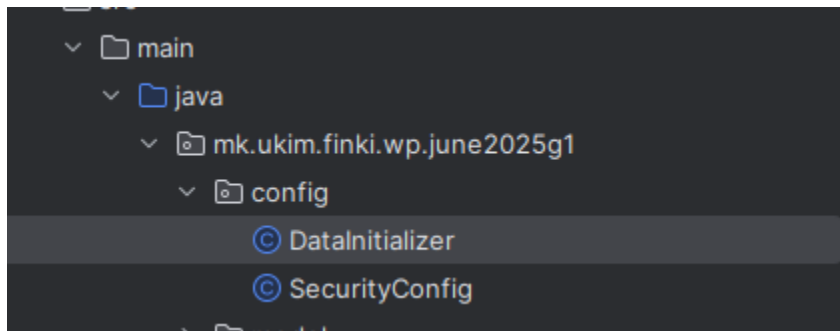 main
java
mk.ukim.finki.wp.june2025g1
config
DataInitializer
SecurityConfig